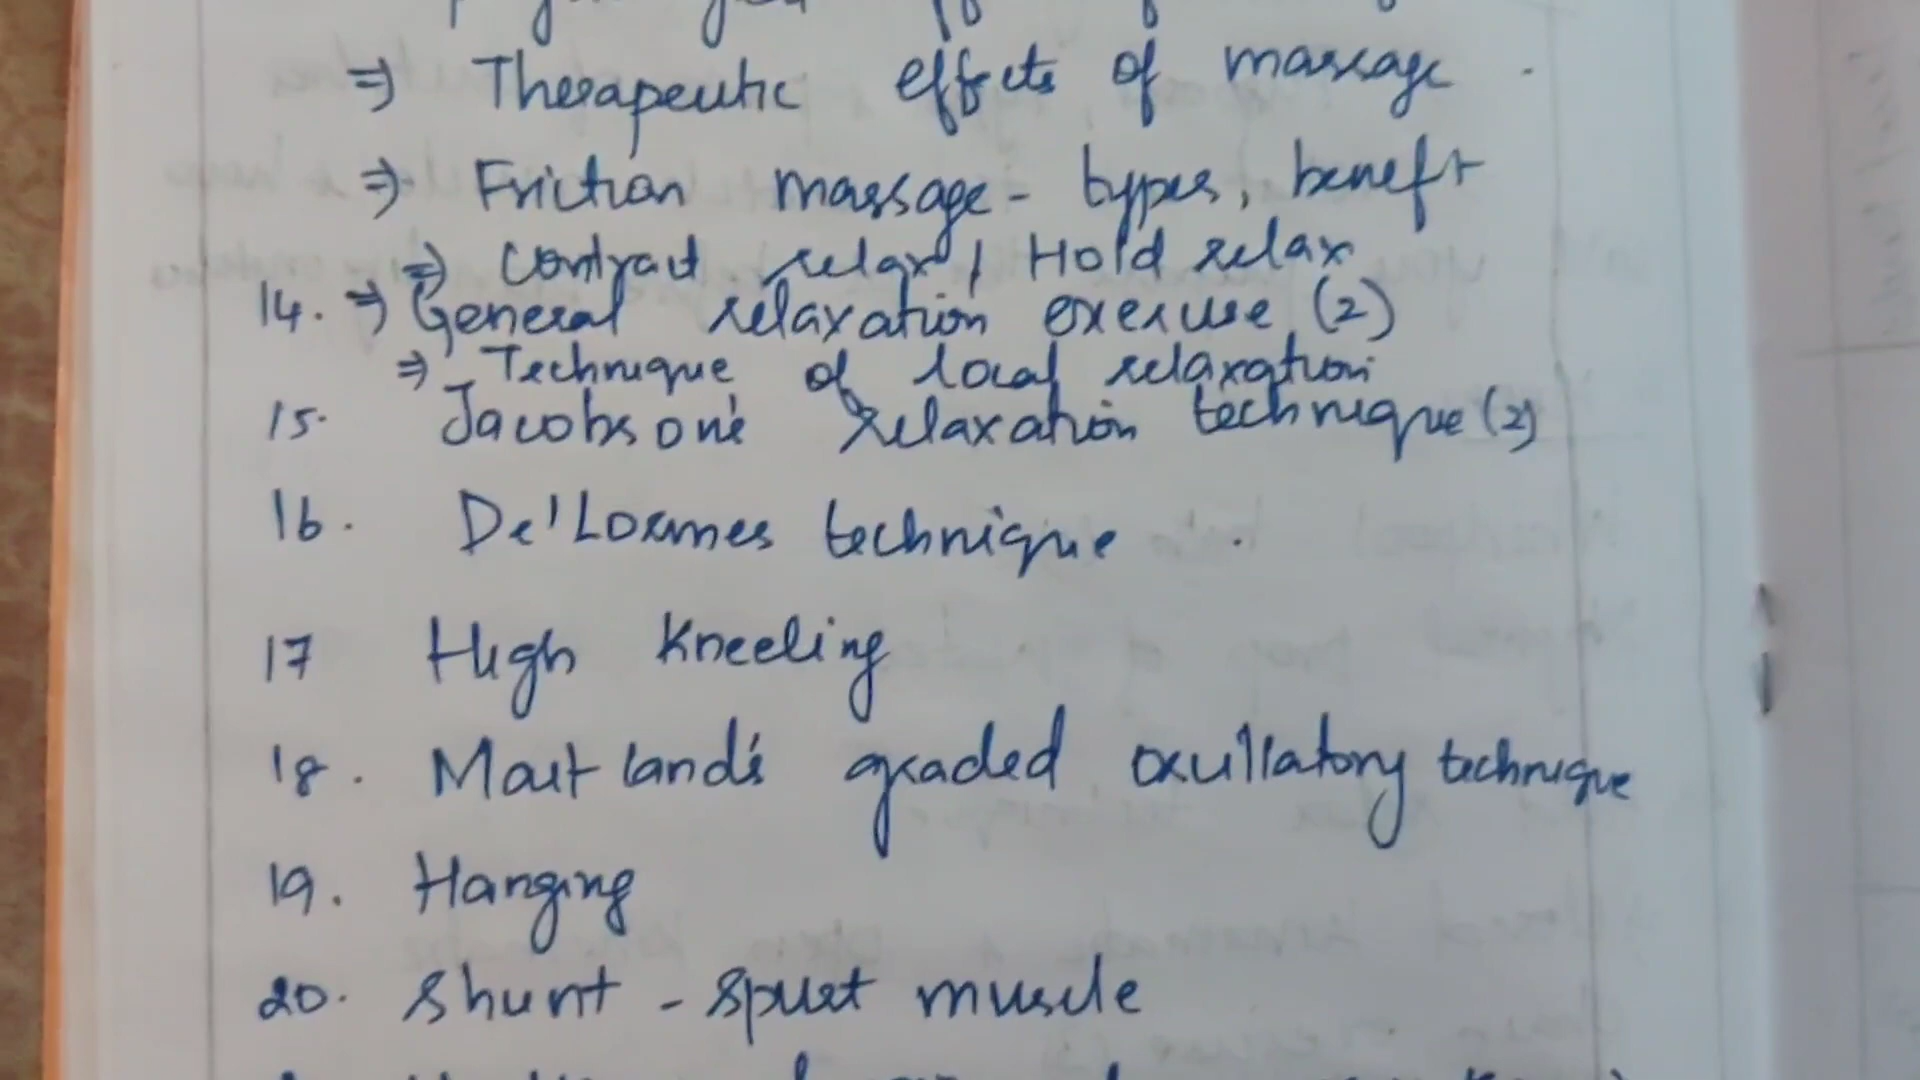 ⇒ Therapeutic effects of massage.
⇒ Friction massage - types, benefit
⇒ Contract relax / Hold relax
14. ⇒ General relaxation exercise (2)
⇒ Technique of local relaxation
15. Jacobson's relaxation technique (2)
16. De'Lormes technique.
17 High Kneeling
18. Maitland's graded oscillatory technique
19. Hanging
20. Shunt - spurt muscle